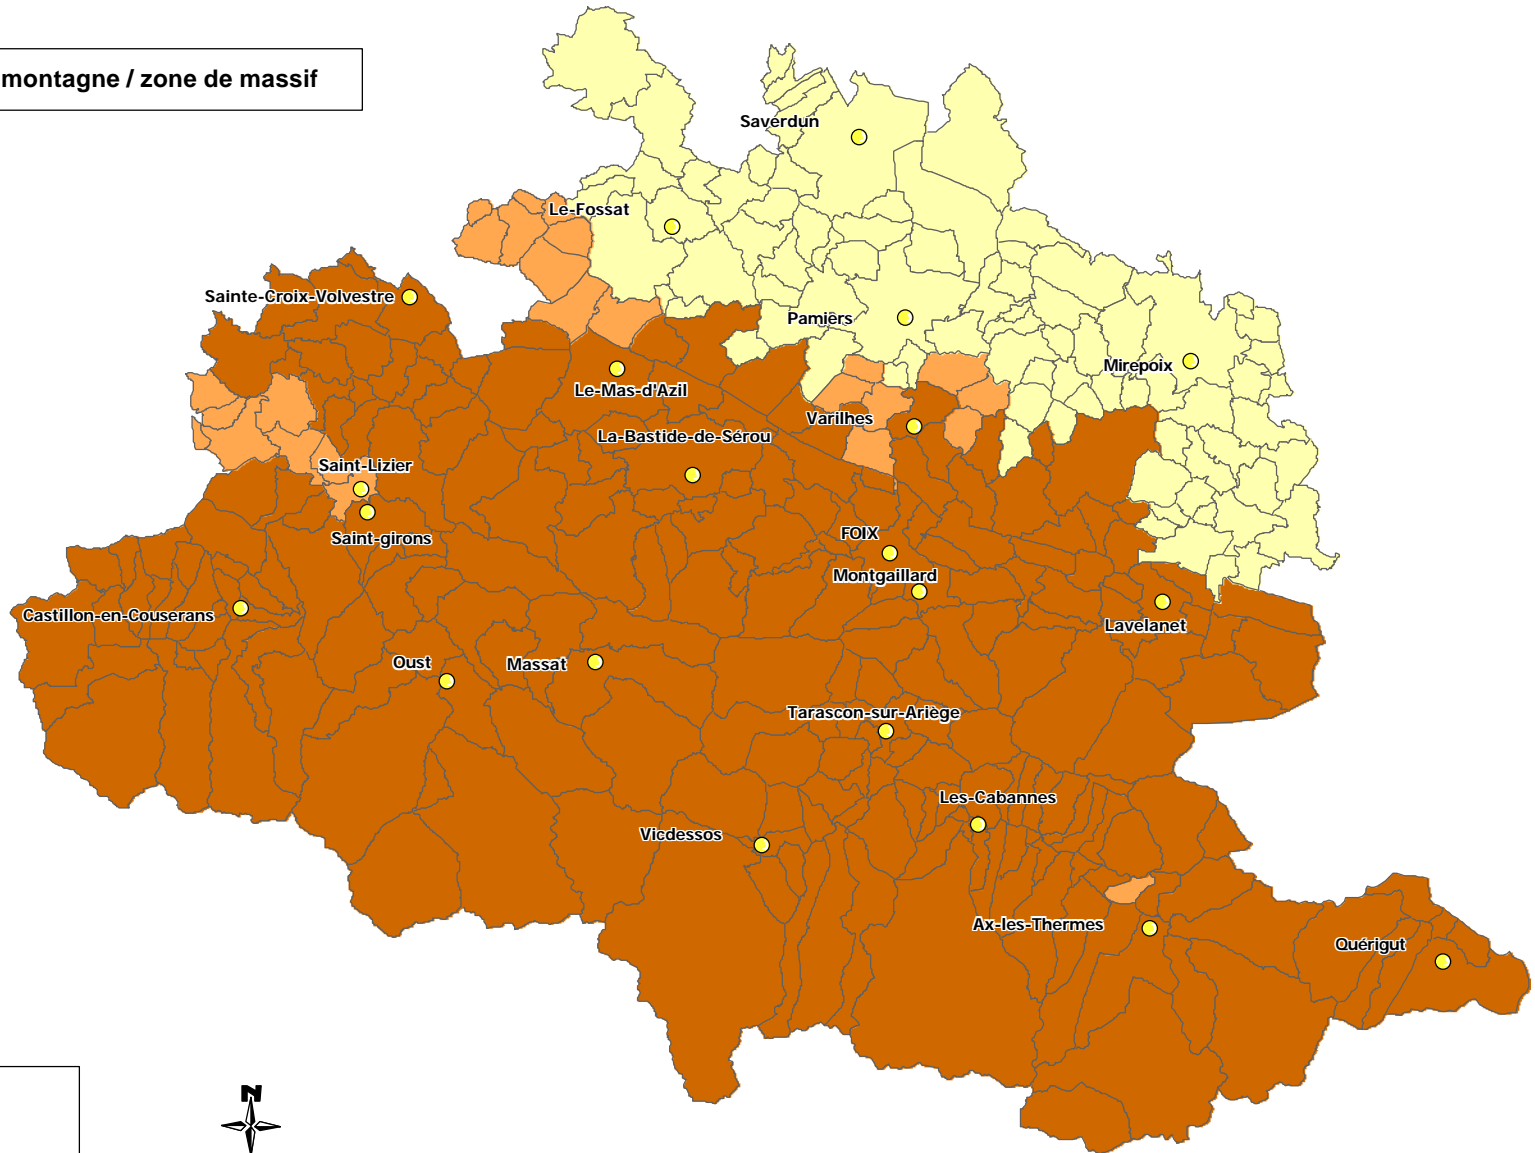 montagne / zone de massif
Saverdun
Le-Fossat
Sainte-Croix-Volvestre
Pamiers
Mirepoix
Le-Mas-d'Azil
Varilhes
La-Bastide-de-Sérou
Saint-Lizier
Saint-girons
FOIX
Montgaillard
Castillon-en-Couserans
Lavelanet
Oust
Massat
Tarascon-sur-Ariège
Les-Cabannes
Vicdessos
Ax-les-Thermes
Quérigut
N